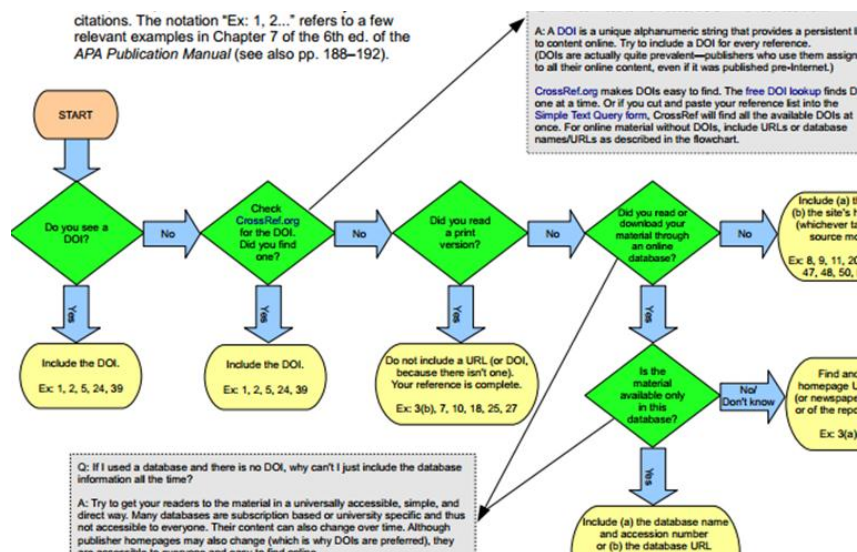 citations. The notation "Ex: 1, 2..." refers to a few
relevant examples in Chapter 7 of the 6th ed. of the
APA Publication Manual (see also pp. 188–192).
A: A DOI is a unique alphanumeric string that provides a persistent
to content online. Try to include a DOI for every reference.
(DOIs are actually quite prevalent—publishers who use them assign
to all their online content, even if it was published pre-Internet.)
CrossRef.org makes DOIs easy to find. The free DOI lookup finds
one at a time. Or if you cut and paste your reference list into the
Simple Text Query form, CrossRef will find all the available DOIs at
once. For online material without DOIs, include URLs or database
names/URLs as described in the flowchart.
START
Do you see a
DOI?
No
Check
CrossRef.org
for the DOI.
Did you find
one?
No
Did you read
a print
version?
No
Did you read or
download your
material through
an online
database?
No
Include (a) the
(b) the site's
(whichever
source
Ex: 8, 9, 11,
47, 48, 50,
Yes
Yes
Yes
Yes
Include the DOI.
Ex: 1, 2, 5, 24, 39
Include the DOI.
Ex: 1, 2, 5, 24, 39
Do not include a URL (or DOI,
because there isn't one).
Your reference is complete.
Ex: 3(b), 7, 10, 18, 25, 27
Is the
material
available only
in this
database?
No/
Don't know
Find
homepage
(or
or of the
Ex: 3(a)
Yes
Include (a) the database name
and accession number
or (b) the database URL
Q: If I used a database and there is no DOI, why can't I just include the database
information all the time?
A: Try to get your readers to the material in a universally accessible, simple, and
direct way. Many databases are subscription based or university specific and thus
not accessible to everyone. Their content can also change over time. Although
publisher homepages may also change (which is why DOIs are preferred), they
are accessible to everyone and easy to find online.